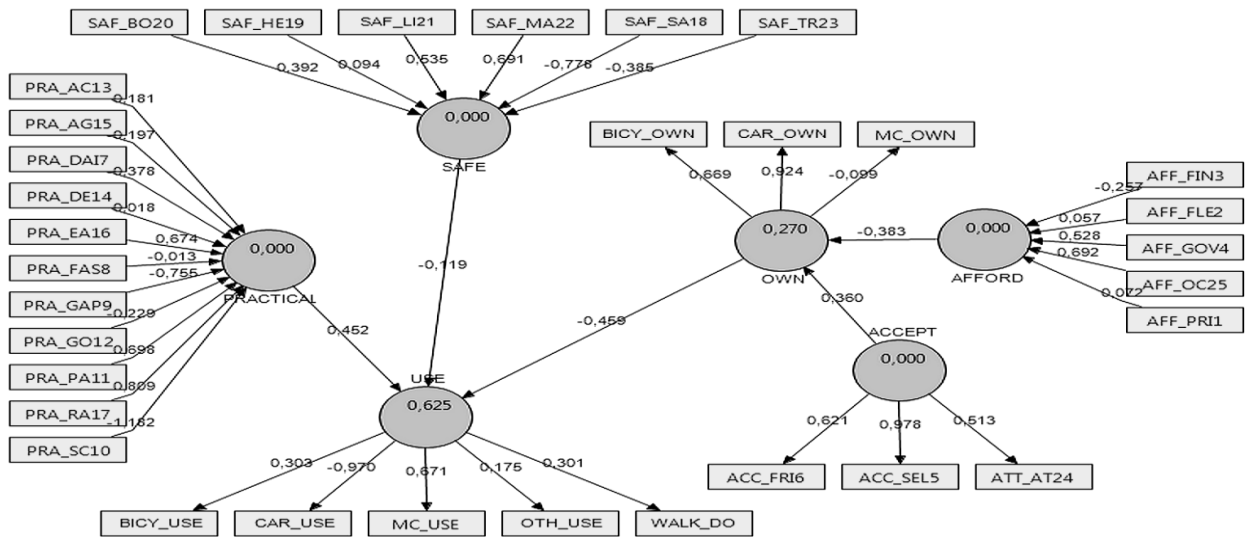 SAF_BO20
SAF_HE19
SAF_LI21
SAF_MA22
SAF_SA18
SAF_TR23
0,392
0,094
0,535
0,691
-0,778
-0,385
0,000
SAFE
PRA_AC13
PRA_AG15
PRA_DAI7
PRA_DE14
PRA_EA16
PRA_FAS8
PRA_GAP9
PRA_GO12
PRA_PA11
PRA_RA17
PRA_SC10
0,181
-0,197
-0,378
0,018
0,674
-0,013
-0,755
-0,229
0,698
0,809
-1,182
0,000
PRACTICAL
BICY_OWN
CAR_OWN
MC_OWN
0,669
0,924
-0,099
0,270
OWN
-0,383
0,000
AFFORD
AFF_FIN3
AFF_FLE2
AFF_GOV4
AFF_OC25
AFF_PRI1
-0,257
0,057
0,528
0,692
0,072
-0,119
0,452
-0,459
0,360
ACCEPT
0,000
0,621
0,978
0,513
ACC_FRI6
ACC_SEL5
ATT_AT24
USE
0,625
0,303
-0,970
0,671
0,175
0,301
BICY_USE
CAR_USE
MC_USE
OTH_USE
WALK_DO